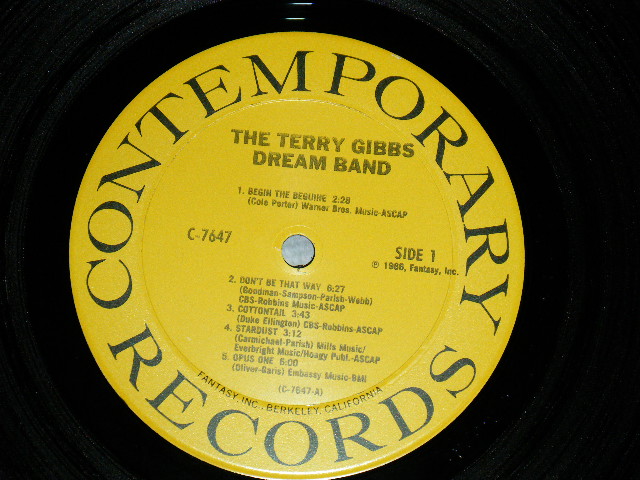 CONTEMPORARY
RECORDS
THE TERRY GIBBS
DREAM BAND
1. BEGIN THE BEGUINE 2:28
(Cole Porter) Warner Bros. Music-ASCAP
C-7647
SIDE 1
℗ 1986, Fantasy, Inc.
2. DON'T BE THAT WAY 6:27
(Goodman-Sampson-Parish-Webb)
CBS-Robbins Music-ASCAP
3. COTTONTAIL 3:43
(Duke Ellington) CBS-Robbins-ASCAP
4. STARDUST 3:12
(Carmichael-Parish) Mills Music/
Everbright Music/Hoagy Publ.-ASCAP
5. OPUS ONE 5:00
(Oliver-Garis) Embassy Music-BMI
(C-7647-A)
FANTASY, INC., BERKELEY, CALIFORNIA